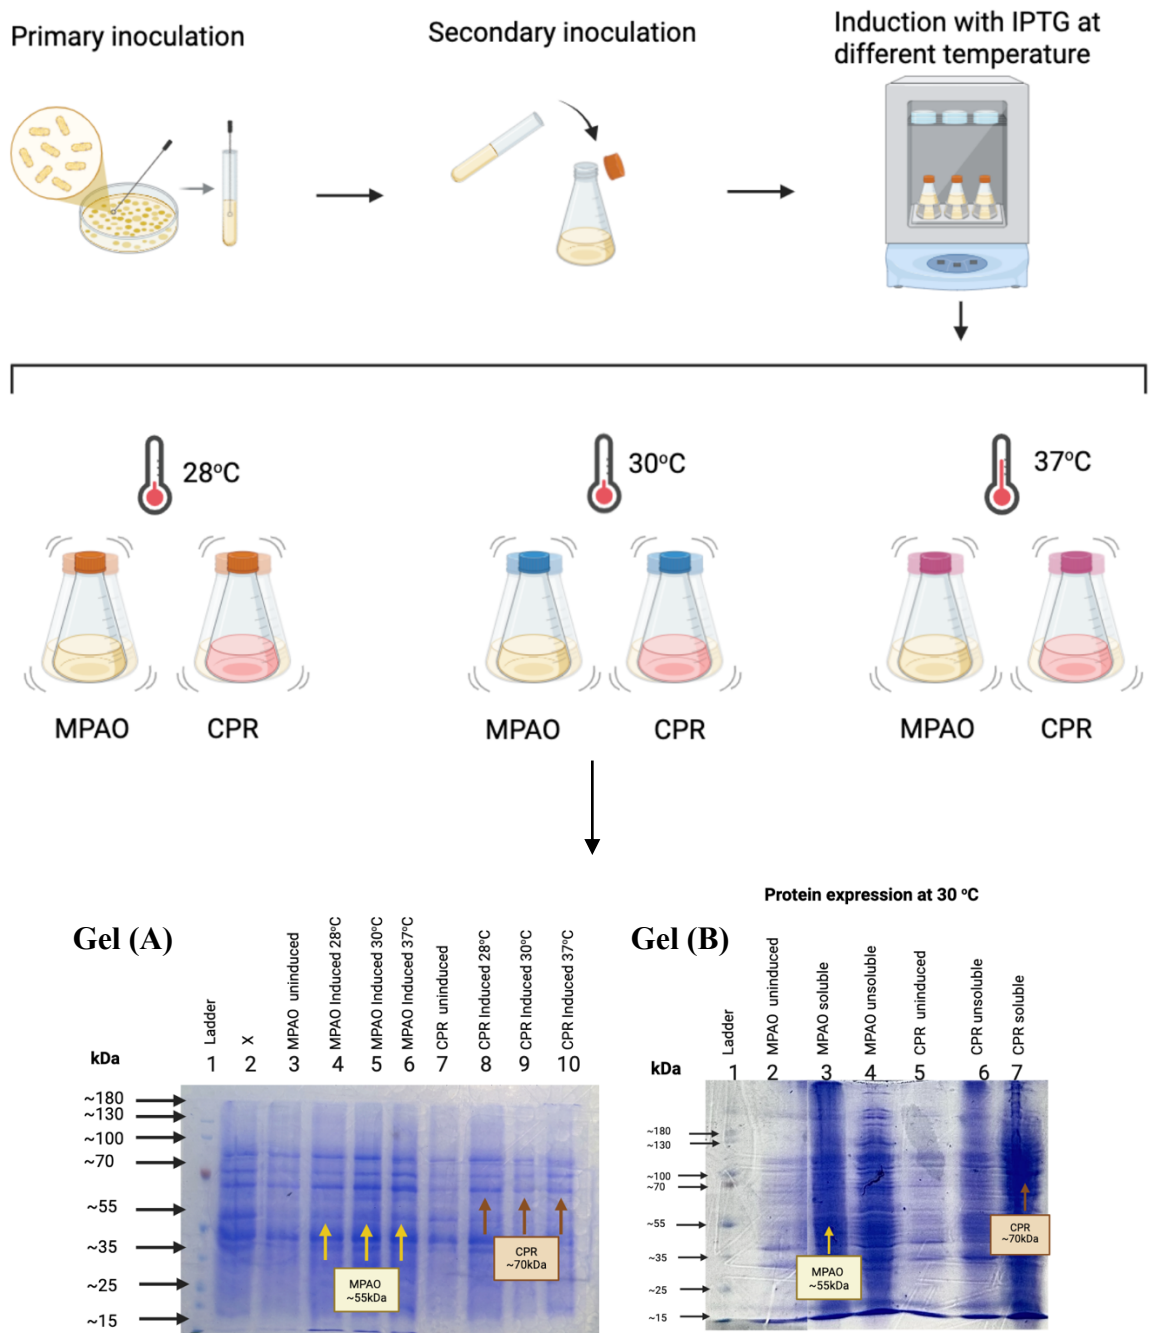 Primary inoculation
Secondary inoculation
Induction with IPTG at
different temperature
28°C
30°C
37°C
MPAO
CPR
MPAO
CPR
MPAO
CPR
Protein expression at 30 °C
Gel (A)
Ladder
X
MPAO uninduced
MPAO Induced 28°C
MPAO Induced 30°C
MPAO Induced 37°C
CPR uninduced
CPR Induced 28°C
CPR Induced 30°C
CPR Induced 37°C
kDa
1 2 3 4 5 6 7 8 9 10
~180
~130
~100
~70
~55
~35
~25
~15
MPAO
~55kDa
CPR
~70kDa
Gel (B)
Ladder
MPAO uninduced
MPAO soluble
MPAO unsoluble
CPR uninduced
CPR unsoluble
CPR soluble
kDa
1 2 3 4 5 6 7
~180
~130
~100
~70
~55
~35
~25
~15
MPAO
~55kDa
CPR
~70kDa